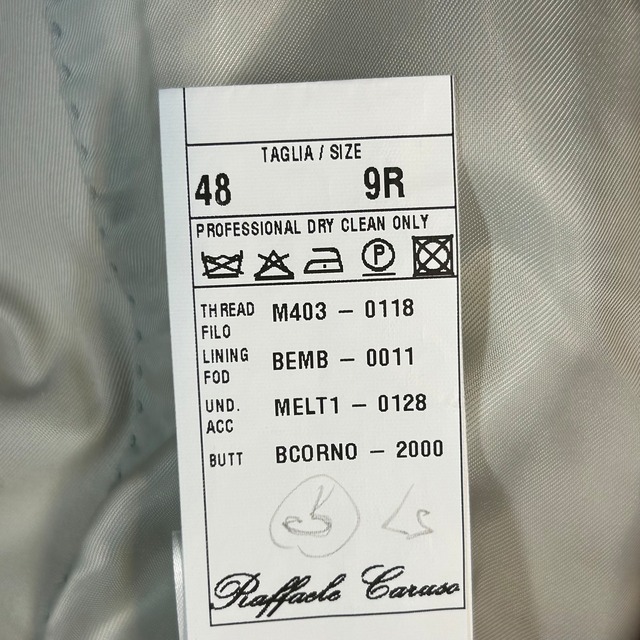 TAGLIA / SIZE
48 9R
PROFESSIONAL DRY CLEAN ONLY
P
THREAD M403 - 0118
FILO
LINING BEMB - 0011
FOD
UND. MELT1 - 0128
ACC
BUTT BCORNO - 2000
Raffaele Caruso